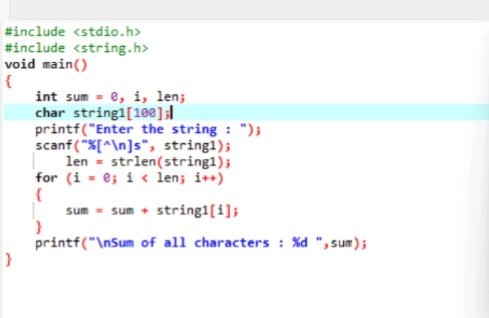 #include <stdio.h>
#include <string.h>
void main()
{
    int sum = 0, i, len;
    char string1[100];
    printf("Enter the string : ");
    scanf("%[^\n]s", string1);
        len = strlen(string1);
    for (i = 0; i < len; i++)
    {
        sum = sum + string1[i];
    }
    printf("\nSum of all characters : %d ",sum);
}